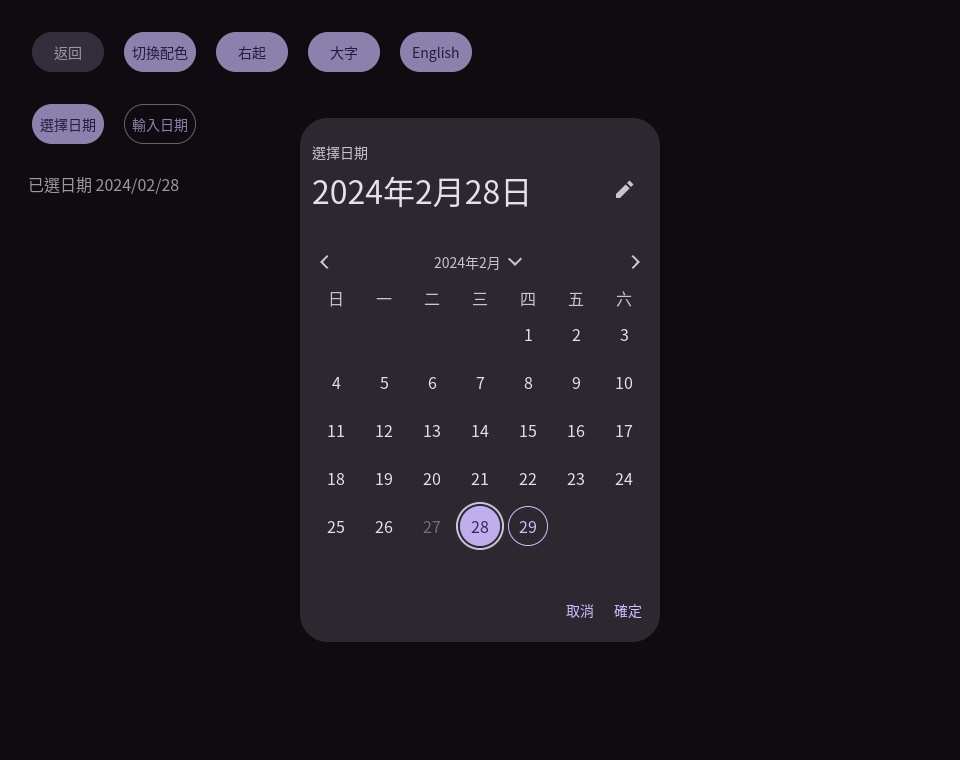 返回 切換配色 右起 大字 English
選擇日期 輸入日期
已選日期 2024/02/28
選擇日期
2024年2月28日
2024年2月
日 一 二 三 四 五 六
1 2 3
4 5 6 7 8 9 10
11 12 13 14 15 16 17
18 19 20 21 22 23 24
25 26 27 28 29
取消 確定